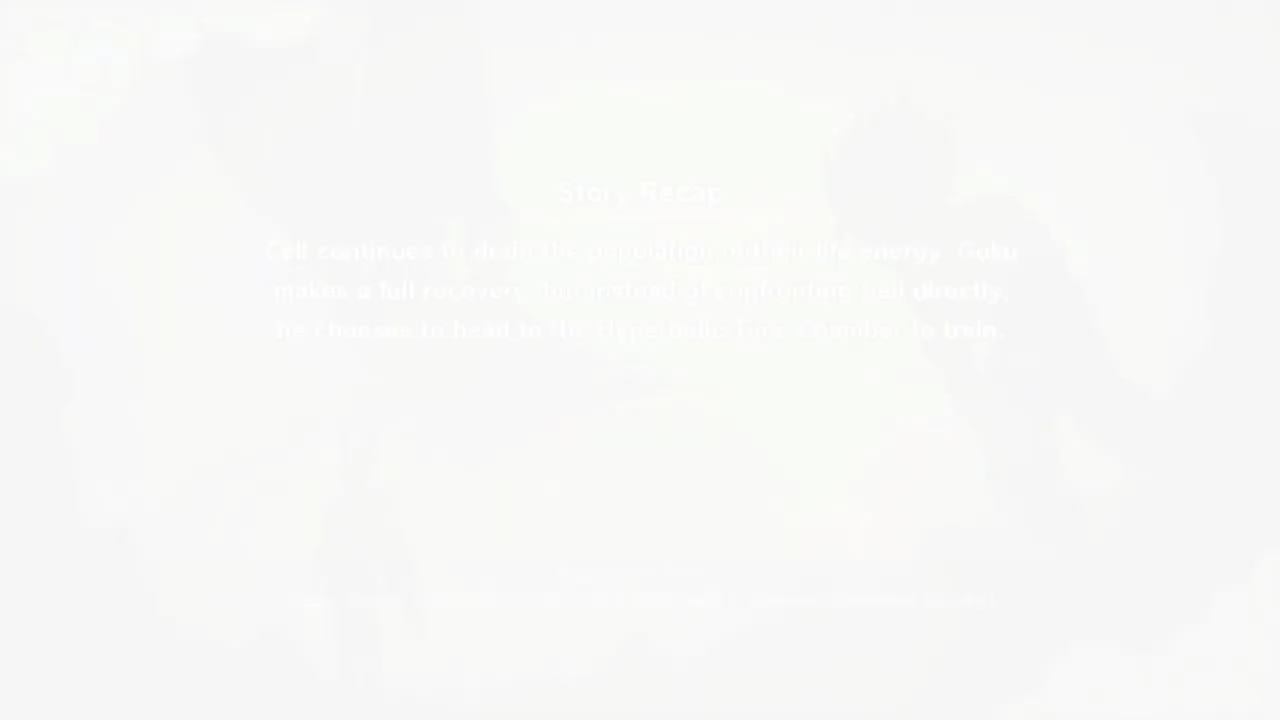 Story Recap
Cell continues to drain the population of their life energy. Goku
makes a full recovery, but instead of confronting Cell directly,
he chooses to head to the Hyperbolic Time Chamber to train.